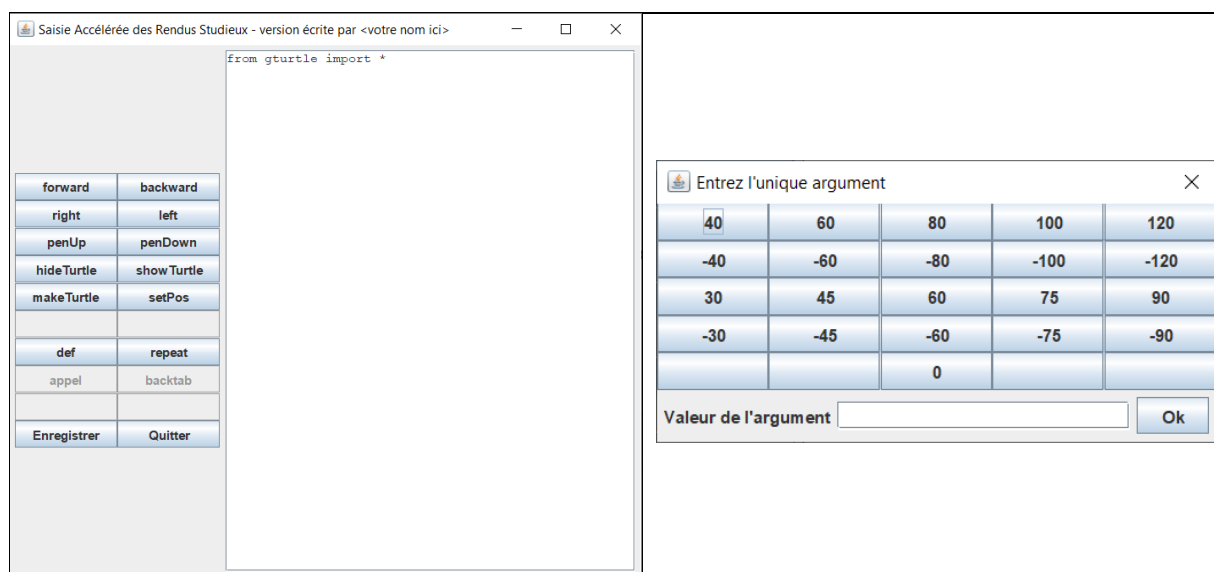 Saisie Accélérée des Rendus Studieux - version écrite par <votre nom ici>
from gturtle import *
forward backward
right left
penUp penDown
hideTurtle showTurtle
makeTurtle setPos
def repeat
appel backtab
Enregistrer Quitter
Entrez l'unique argument
40 60 80 100 120
-40 -60 -80 -100 -120
30 45 60 75 90
-30 -45 -60 -75 -90
0
Valeur de l'argument Ok